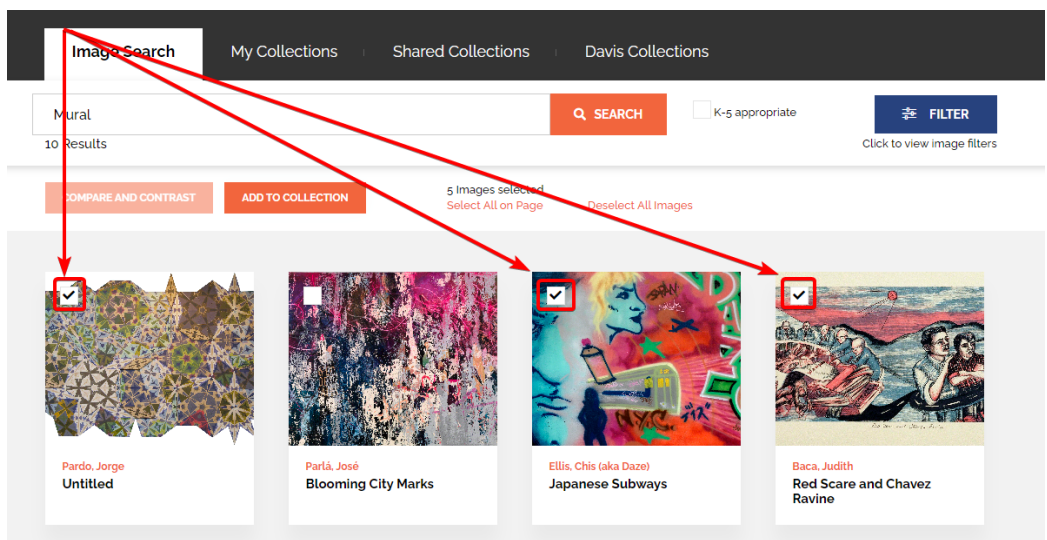 Image Search
My Collections
Shared Collections
Davis Collections
Mural
SEARCH
K-5 appropriate
FILTER
10 Results
Click to view image filters
COMPARE AND CONTRAST
ADD TO COLLECTION
5 Images selected
Select All on Page
Deselect All Images
Pardo, Jorge
Untitled
Parlá, José
Blooming City Marks
Ellis, Chis (aka Daze)
Japanese Subways
N.Y.C.
Baca, Judith
Red Scare and Chavez
Ravine